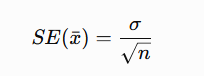 SE(x̄) = σ / √n